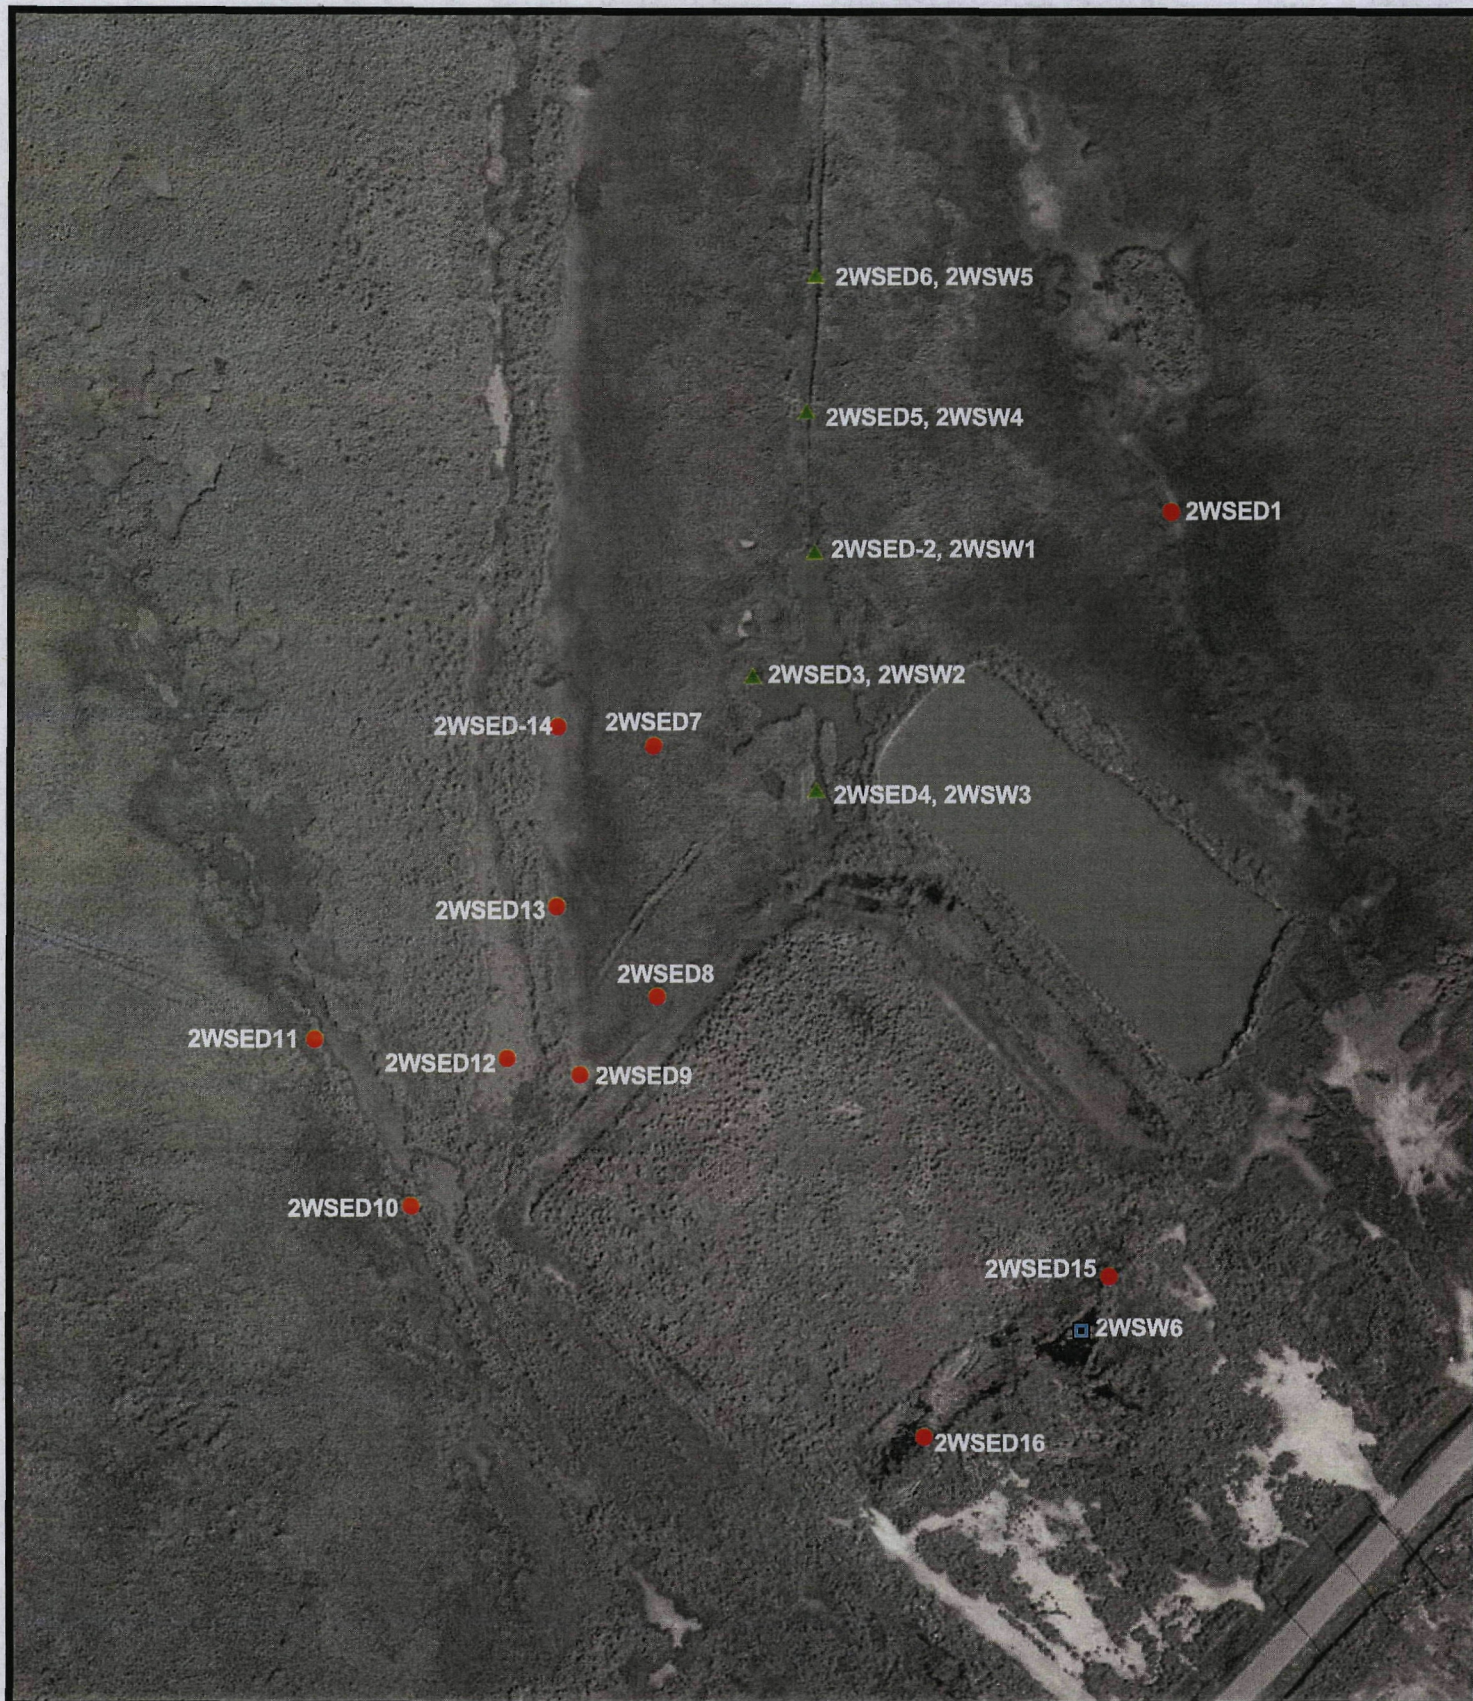 2WSED6, 2WSW5
2WSED5, 2WSW4
2WSED1
2WSED-2, 2WSW1
2WSED3, 2WSW2
2WSED-14
2WSED7
2WSED4, 2WSW3
2WSED13
2WSED8
2WSED11
2WSED12
2WSED9
2WSED10
2WSED15
2WSW6
2WSED16